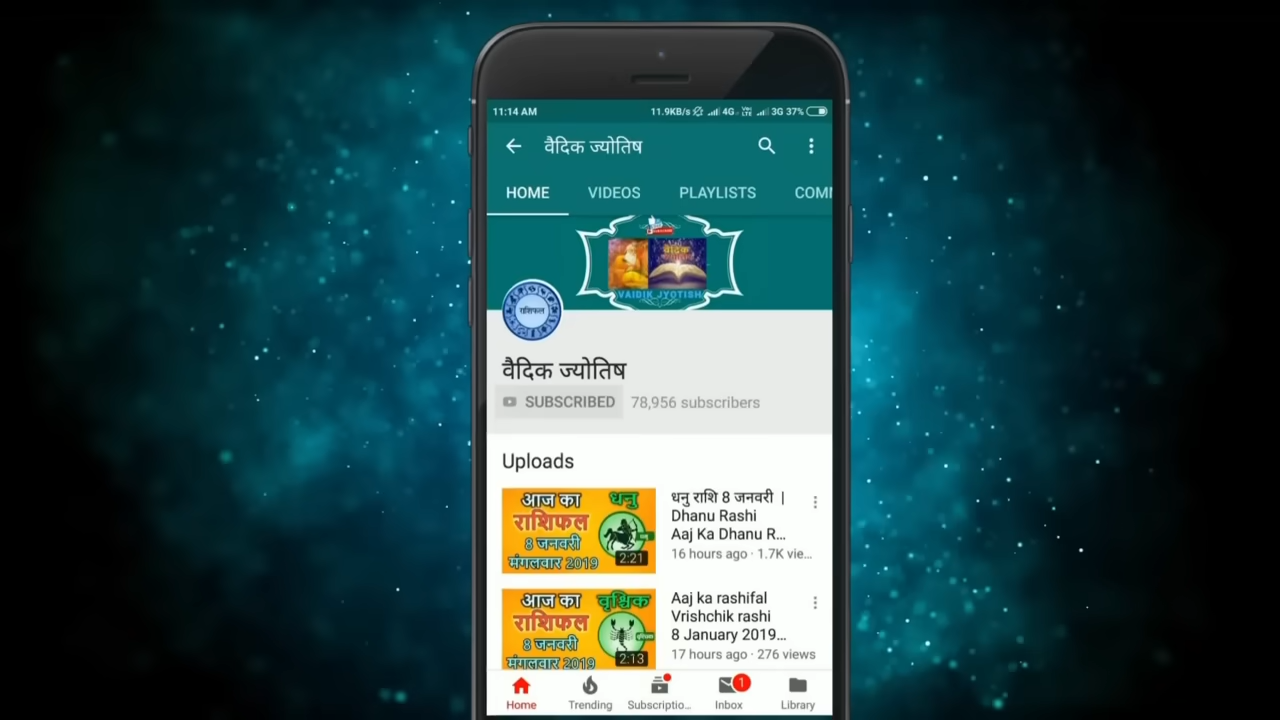 11:14 AM
11.9KB/s 4G VoLTE 3G 37%
वैदिक ज्योतिष
HOME VIDEOS PLAYLISTS COMM
वैदिक
VAIDIK JYOTISH
राशिफल
वैदिक ज्योतिष
SUBSCRIBED 78,956 subscribers
Uploads
आज का धनु
राशिफल
8 जनवरी
मंगलवार 2019
2:21
धनु राशि 8 जनवरी |
Dhanu Rashi
Aaj Ka Dhanu R...
16 hours ago · 1.7K vie...
आज का वृश्चिक
राशिफल
8 जनवरी
मंगलवार 2019
2:13
Aaj ka rashifal
Vrishchik rashi
8 January 2019...
17 hours ago · 276 views
1
Home Trending Subscriptio... Inbox Library